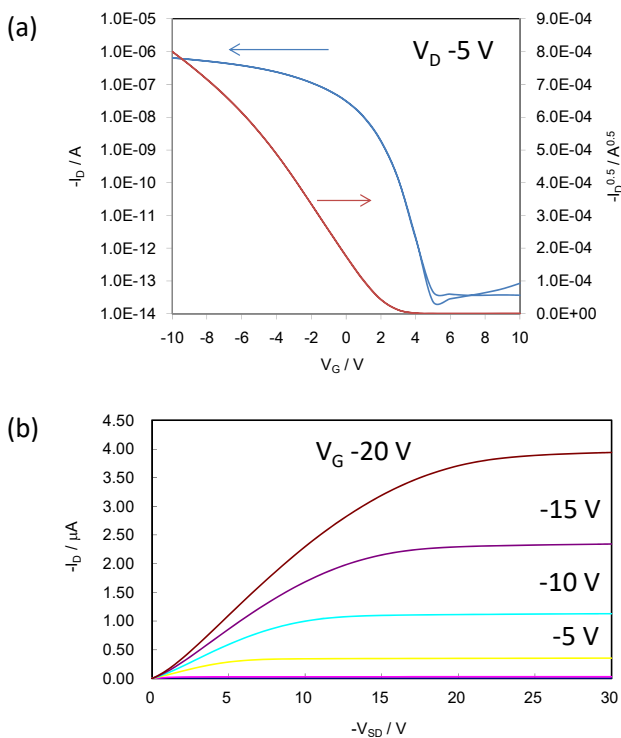 (a)
V_D -5 V
1.0E-05
1.0E-06
1.0E-07
1.0E-08
1.0E-09
1.0E-10
1.0E-11
1.0E-12
1.0E-13
1.0E-14
-I_D / A
9.0E-04
8.0E-04
7.0E-04
6.0E-04
5.0E-04
4.0E-04
3.0E-04
2.0E-04
1.0E-04
0.0E+00
-I_D^0.5 / A^0.5
-10 -8 -6 -4 -2 0 2 4 6 8 10
V_G / V
(b)
4.50
4.00
3.50
3.00
2.50
2.00
1.50
1.00
0.50
0.00
-I_D / μA
V_G -20 V
-15 V
-10 V
-5 V
0 5 10 15 20 25 30
-V_SD / V